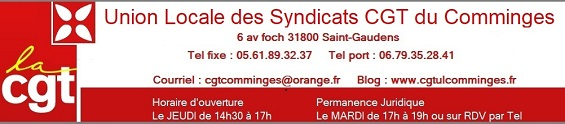 la
cgt
Union Locale des Syndicats CGT du Comminges
6 av foch 31800 Saint-Gaudens
Tel fixe : 05.61.89.32.37 Tel port : 06.79.35.28.41
Courriel : cgtcomminges@orange.fr Blog : www.cgtulcomminges.fr
Horaire d'ouverture Permanence Juridique
Le JEUDI de 14h30 à 17h Le MARDI de 17h à 19h ou sur RDV par Tel